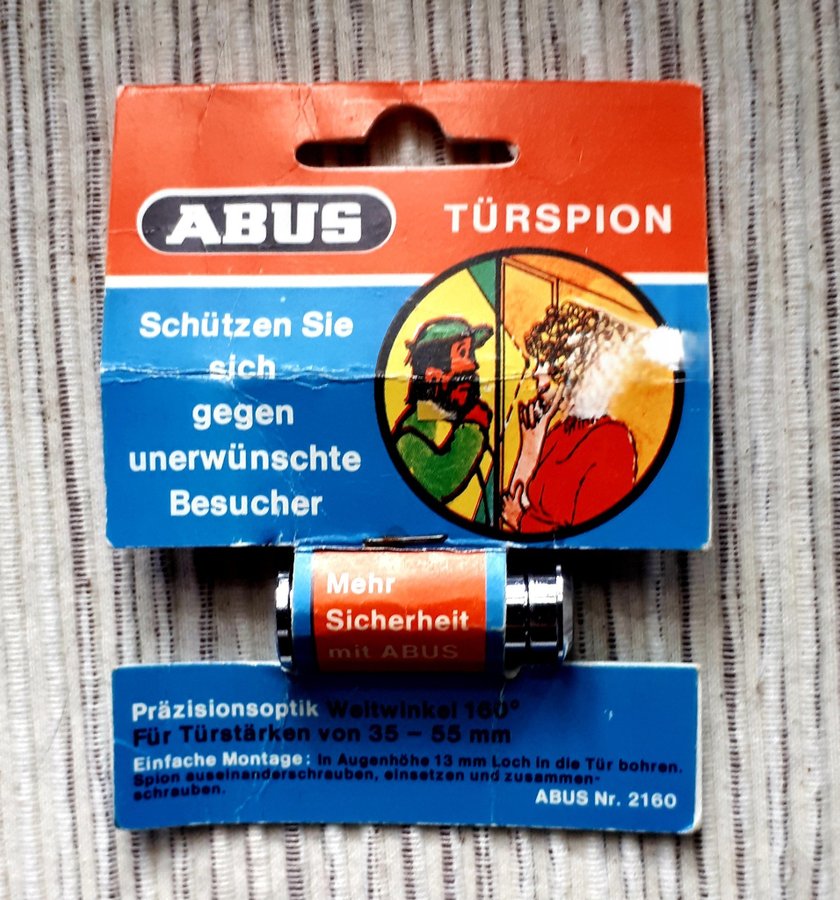 ABUS TÜRSPION
Schützen Sie
sich
gegen
unerwünschte
Besucher
Mehr
Sicherheit
mit ABUS
Präzisionsoptik Weitwinkel 160°
Für Türstärken von 35 – 55 mm
Einfache Montage: In Augenhöhe 13 mm Loch in die Tür bohren.
Spion auseinanderschrauben, einsetzen und zusammen-
schrauben.
ABUS Nr. 2160